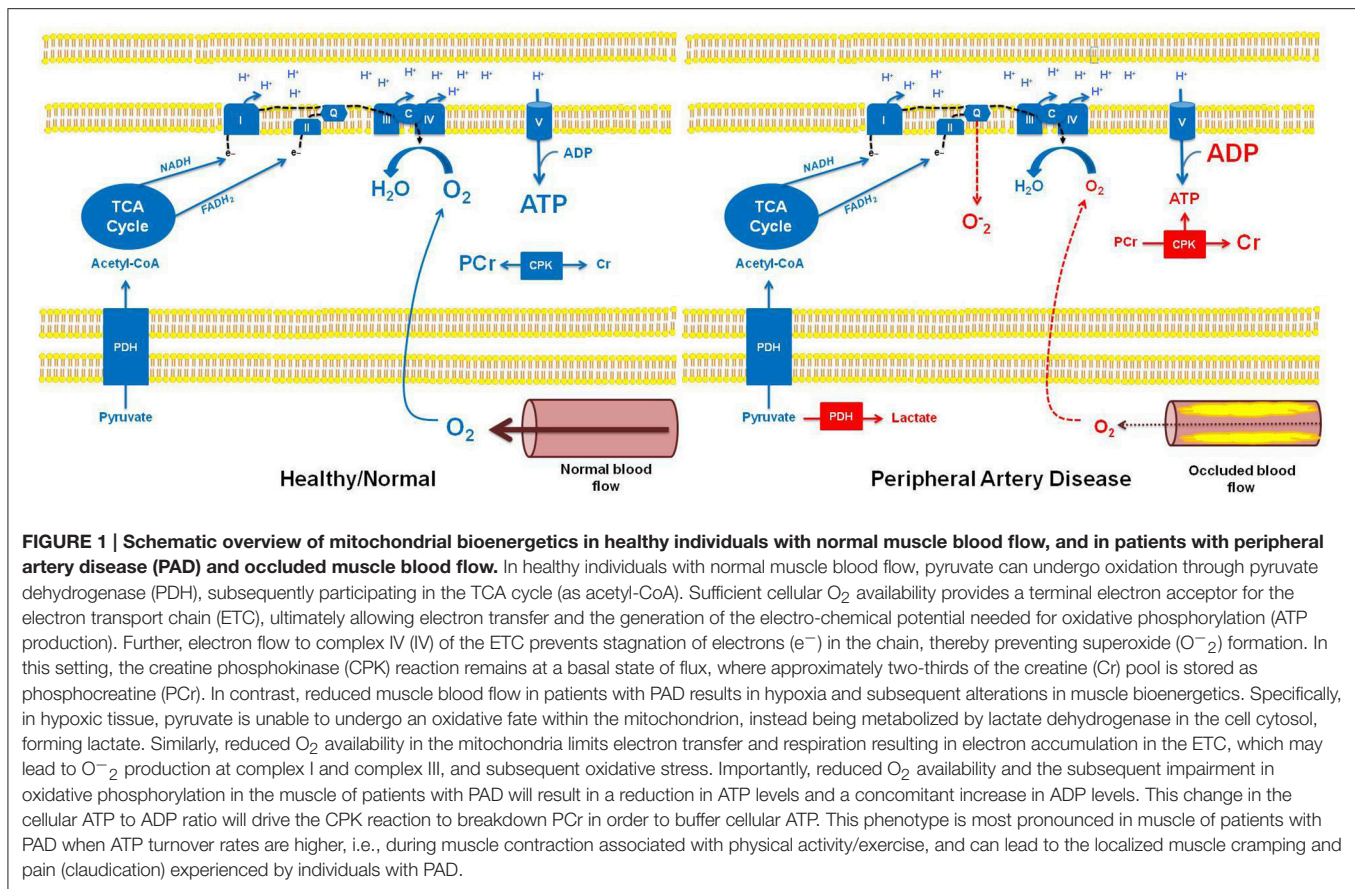 H⁺ H⁺ H⁺ H⁺ H⁺ H⁺ H⁺ H⁺ H⁺ H⁺ H⁺
I II Q III C IV V
e- e-
NADH
FADH₂
TCA
Cycle
H₂O O₂
ADP
ATP
PCr CPK Cr
Acetyl-CoA
PDH
Pyruvate
O₂
Normal blood
flow
Healthy/Normal
H⁺ H⁺ H⁺ H⁺ H⁺ H⁺ H⁺ H⁺ H⁺ H⁺ H⁺
I II Q III C IV V
e- e-
NADH
FADH₂
TCA
Cycle
O⁻₂
H₂O O₂
ADP
ATP
PCr CPK Cr
Acetyl-CoA
PDH
Pyruvate PDH Lactate
O₂
Occluded blood
flow
Peripheral Artery Disease
FIGURE 1 | Schematic overview of mitochondrial bioenergetics in healthy individuals with normal muscle blood flow, and in patients with peripheral
artery disease (PAD) and occluded muscle blood flow. In healthy individuals with normal muscle blood flow, pyruvate can undergo oxidation through pyruvate
dehydrogenase (PDH), subsequently participating in the TCA cycle (as acetyl-CoA). Sufficient cellular O₂ availability provides a terminal electron acceptor for the
electron transport chain (ETC), ultimately allowing electron transfer and the generation of the electro-chemical potential needed for oxidative phosphorylation (ATP
production). Further, electron flow to complex IV (IV) of the ETC prevents stagnation of electrons (e⁻) in the chain, thereby preventing superoxide (O⁻₂) formation. In
this setting, the creatine phosphokinase (CPK) reaction remains at a basal state of flux, where approximately two-thirds of the creatine (Cr) pool is stored as
phosphocreatine (PCr). In contrast, reduced muscle blood flow in patients with PAD results in hypoxia and subsequent alterations in muscle bioenergetics. Specifically,
in hypoxic tissue, pyruvate is unable to undergo an oxidative fate within the mitochondrion, instead being metabolized by lactate dehydrogenase in the cell cytosol,
forming lactate. Similarly, reduced O₂ availability in the mitochondria limits electron transfer and respiration resulting in electron accumulation in the ETC, which may
lead to O⁻₂ production at complex I and complex III, and subsequent oxidative stress. Importantly, reduced O₂ availability and the subsequent impairment in
oxidative phosphorylation in the muscle of patients with PAD will result in a reduction in ATP levels and a concomitant increase in ADP levels. This change in the
cellular ATP to ADP ratio will drive the CPK reaction to breakdown PCr in order to buffer cellular ATP. This phenotype is most pronounced in muscle of patients with
PAD when ATP turnover rates are higher, i.e., during muscle contraction associated with physical activity/exercise, and can lead to the localized muscle cramping and
pain (claudication) experienced by individuals with PAD.